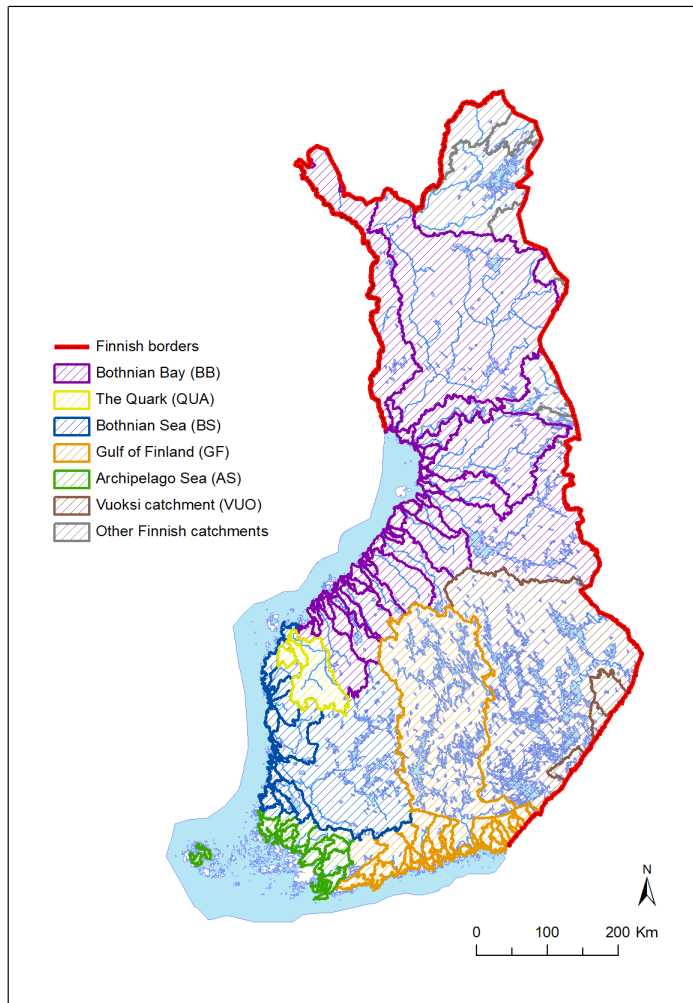 Finnish borders
Bothnian Bay (BB)
The Quark (QUA)
Bothnian Sea (BS)
Gulf of Finland (GF)
Archipelago Sea (AS)
Vuoksi catchment (VUO)
Other Finnish catchments
N
0 100 200 Km